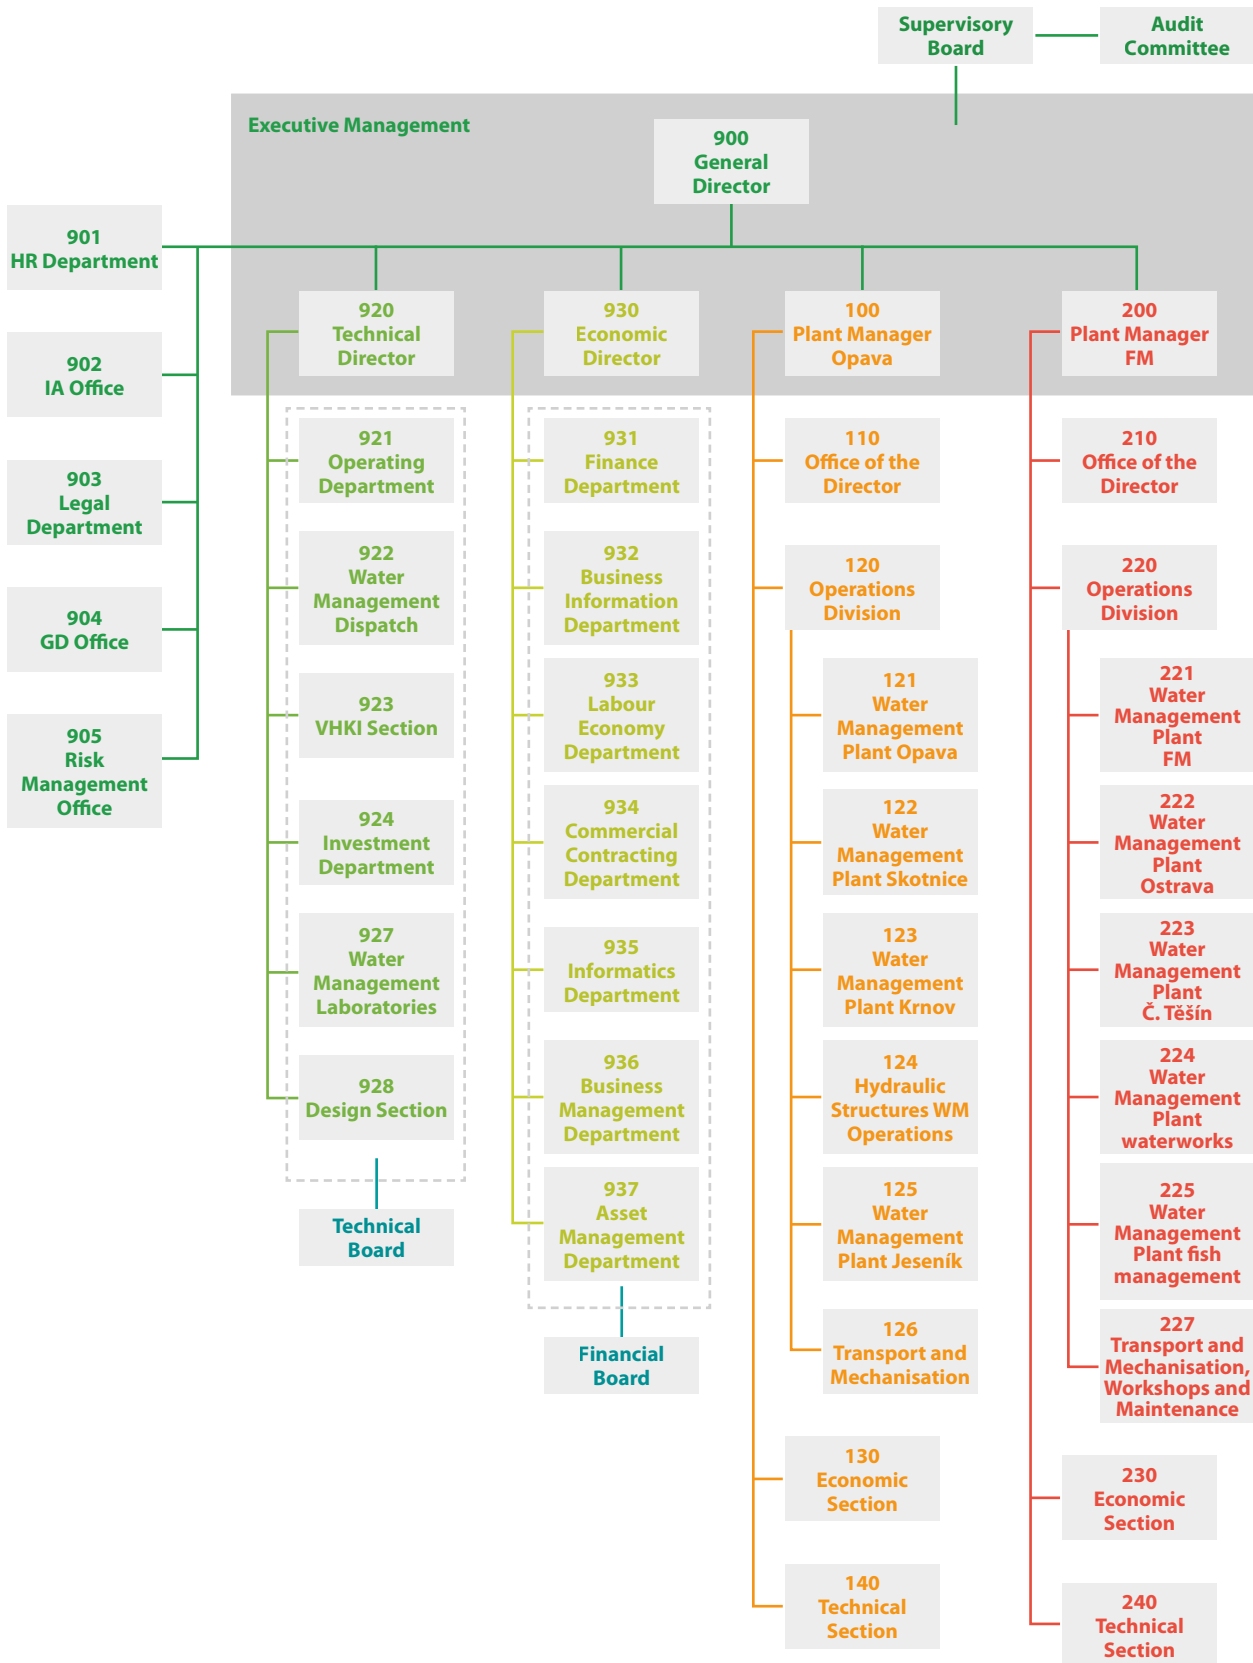 Supervisory
Board
Audit
Committee
Executive Management
900
General
Director
901
HR Department
902
IA Office
903
Legal
Department
904
GD Office
905
Risk
Management
Office
920
Technical
Director
921
Operating
Department
922
Water
Management
Dispatch
923
VHKI Section
924
Investment
Department
927
Water
Management
Laboratories
928
Design Section
Technical
Board
930
Economic
Director
931
Finance
Department
932
Business
Information
Department
933
Labour
Economy
Department
934
Commercial
Contracting
Department
935
Informatics
Department
936
Business
Management
Department
937
Asset
Management
Department
Financial
Board
100
Plant Manager
Opava
110
Office of the
Director
120
Operations
Division
121
Water
Management
Plant Opava
122
Water
Management
Plant Skotnice
123
Water
Management
Plant Krnov
124
Hydraulic
Structures WM
Operations
125
Water
Management
Plant Jeseník
126
Transport and
Mechanisation
130
Economic
Section
140
Technical
Section
200
Plant Manager
FM
210
Office of the
Director
220
Operations
Division
221
Water
Management
Plant
FM
222
Water
Management
Plant
Ostrava
223
Water
Management
Plant
Č. Těšín
224
Water
Management
Plant
waterworks
225
Water
Management
Plant fish
management
227
Transport and
Mechanisation,
Workshops and
Maintenance
230
Economic
Section
240
Technical
Section